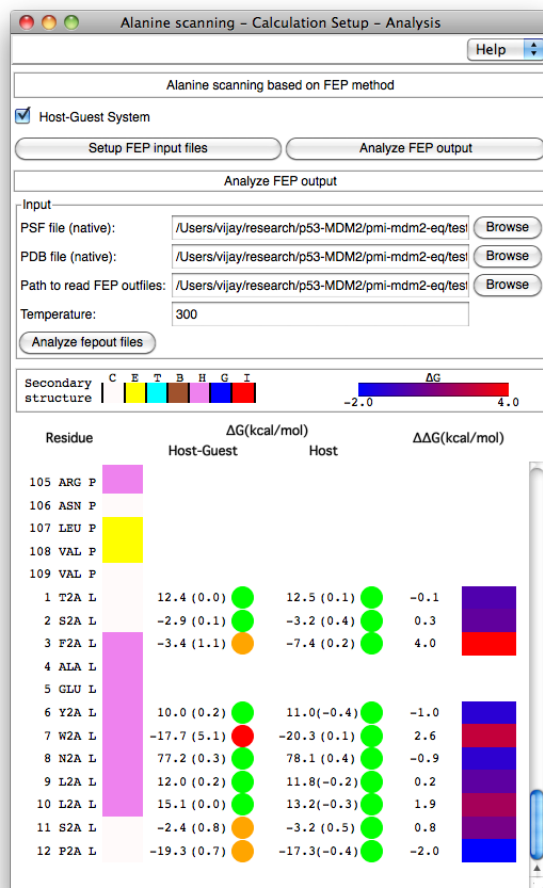 Alanine scanning – Calculation Setup – Analysis
Help
Alanine scanning based on FEP method
Host-Guest System
Setup FEP input files Analyze FEP output
Analyze FEP output
Input
PSF file (native): /Users/vijay/research/p53-MDM2/pmi-mdm2-eq/test Browse
PDB file (native): /Users/vijay/research/p53-MDM2/pmi-mdm2-eq/test Browse
Path to read FEP outfiles: /Users/vijay/research/p53-MDM2/pmi-mdm2-eq/test Browse
Temperature: 300
Analyze fepout files
C E T B H G I ΔG
Secondary
structure -2.0 4.0
ΔG(kcal/mol)
Residue Host-Guest Host ΔΔG(kcal/mol)
105 ARG P
106 ASN P
107 LEU P
108 VAL P
109 VAL P
1 T2A L 12.4 (0.0) 12.5 (0.1) -0.1
2 S2A L -2.9 (0.1) -3.2 (0.4) 0.3
3 F2A L -3.4 (1.1) -7.4 (0.2) 4.0
4 ALA L
5 GLU L
6 Y2A L 10.0 (0.2) 11.0(-0.4) -1.0
7 W2A L -17.7 (5.1) -20.3 (0.1) 2.6
8 N2A L 77.2 (0.3) 78.1 (0.4) -0.9
9 L2A L 12.0 (0.2) 11.8(-0.2) 0.2
10 L2A L 15.1 (0.0) 13.2(-0.3) 1.9
11 S2A L -2.4 (0.8) -3.2 (0.5) 0.8
12 P2A L -19.3 (0.7) -17.3(-0.4) -2.0